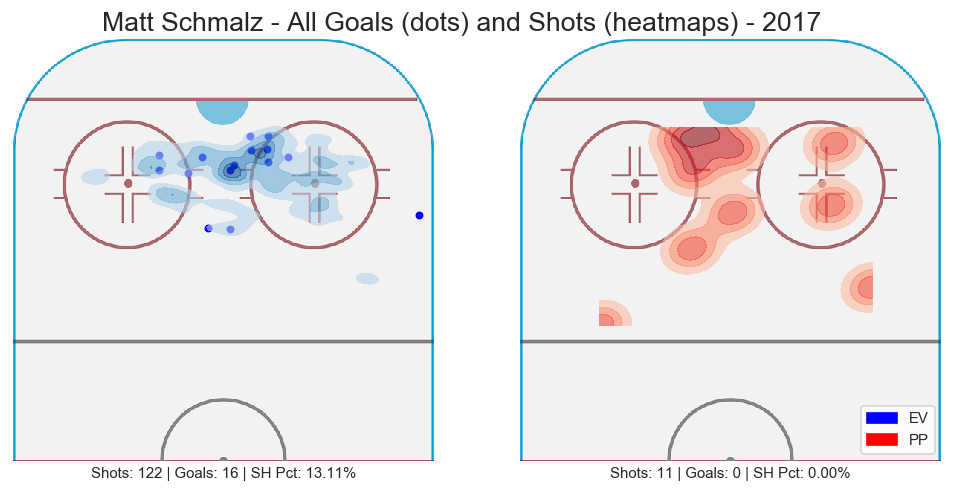 Matt Schmalz - All Goals (dots) and Shots (heatmaps) - 2017
EV
PP
Shots: 122 | Goals: 16 | SH Pct: 13.11%
Shots: 11 | Goals: 0 | SH Pct: 0.00%